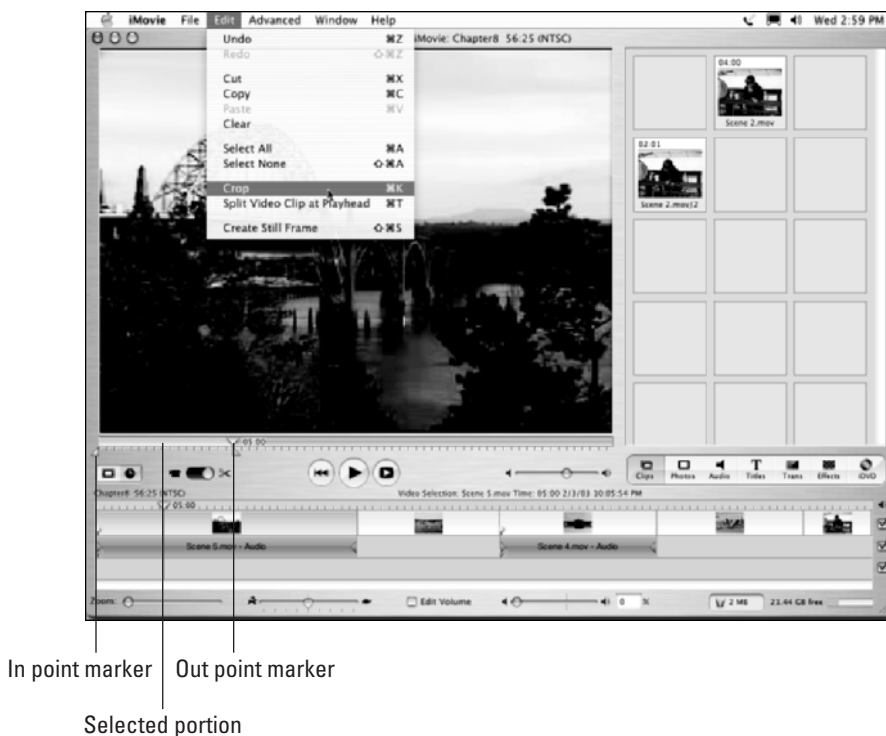 iMovie File Edit Advanced Window Help Wed 2:59 PM
iMovie: Chapter8 56:25 (NTSC)
Undo ⌘Z
Redo ⇧⌘Z
Cut ⌘X
Copy ⌘C
Paste ⌘V
Clear
Select All ⌘A
Select None ⇧⌘A
Crop ⌘K
Split Video Clip at Playhead ⌘T
Create Still Frame ⇧⌘S
04:00
Scene 2.mov
02:01
Scene 2.mov/2
05:00
Clips Photos Audio Titles Trans Effects iDVD
Chapter8 56:25 (NTSC) Video Selection: Scene 5.mov Time: 05:00 2/3/03 10:05:54 PM
05:00
Scene 5.mov - Audio Scene 4.mov - Audio
Zoom: Edit Volume 0 % 2 MB 21.44 GB free
In point marker Out point marker
Selected portion